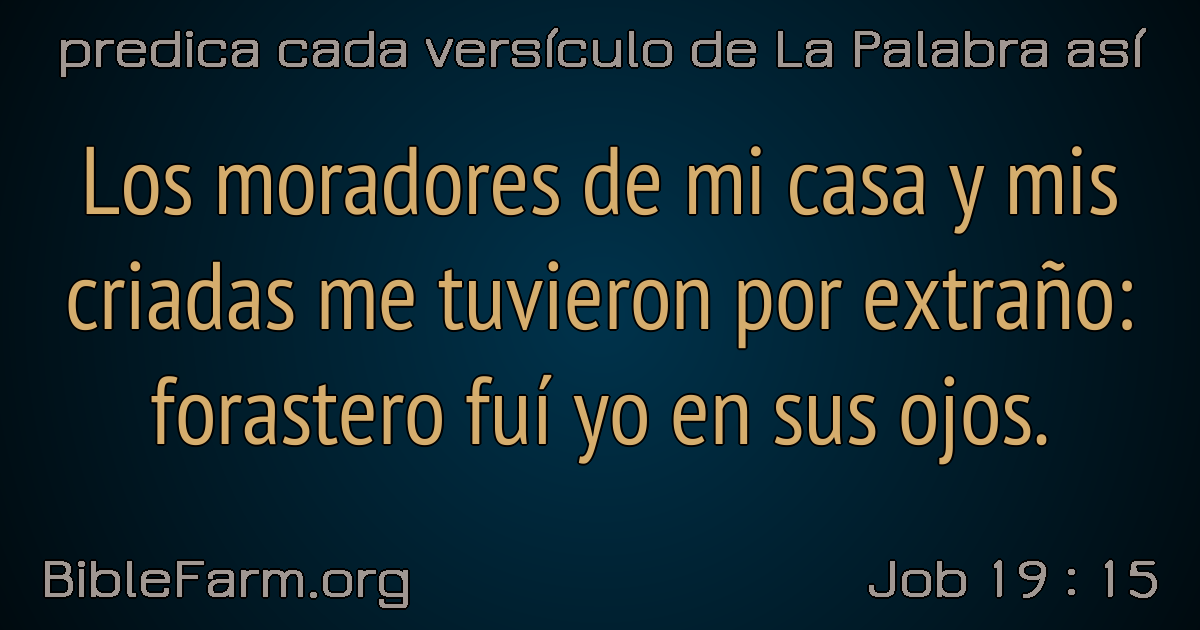 predica cada versículo de La Palabra así
Los moradores de mi casa y mis
criadas me tuvieron por extraño:
forastero fuí yo en sus ojos.
BibleFarm.org
Job 19 : 15